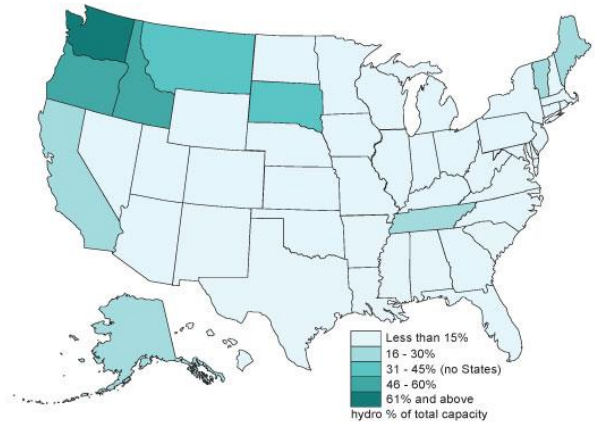 Less than 15%
16 - 30%
31 - 45% (no States)
46 - 60%
61% and above
hydro % of total capacity